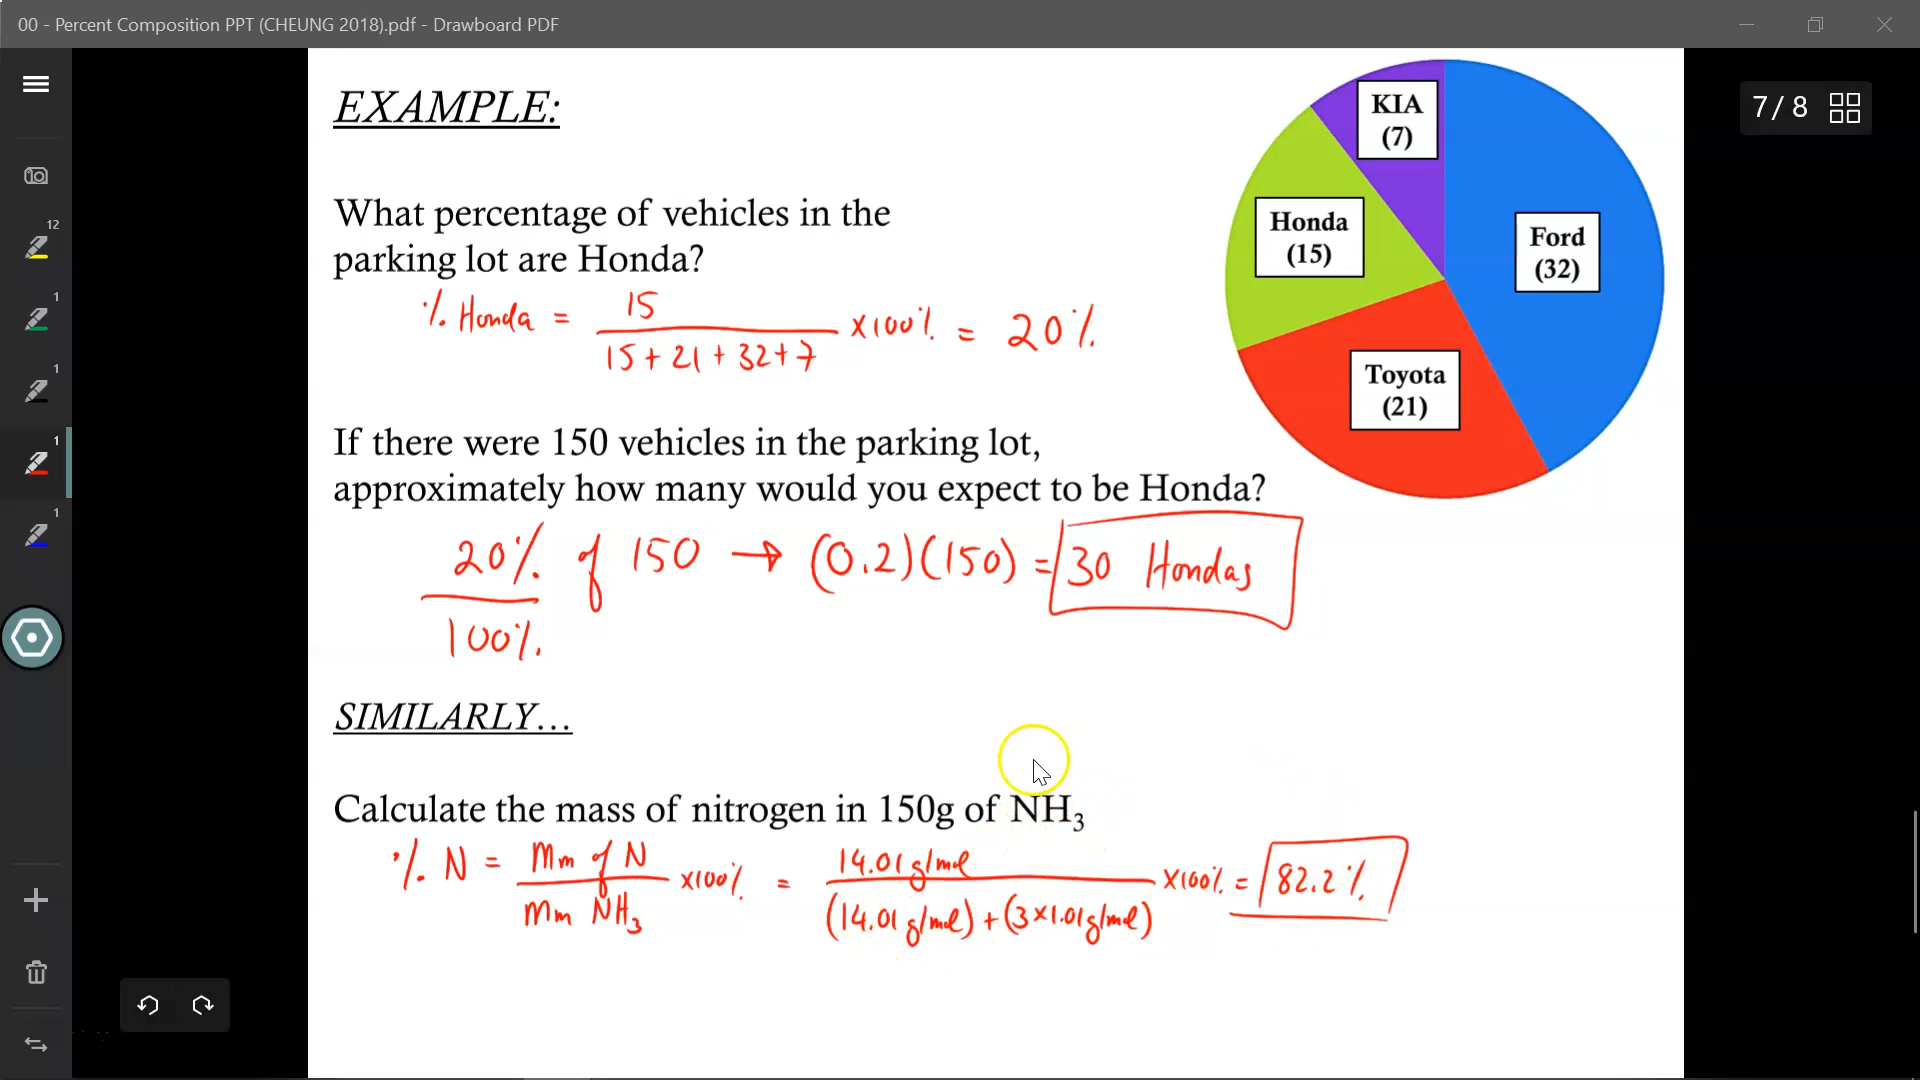 00 - Percent Composition PPT (CHEUNG 2018).pdf - Drawboard PDF
7 / 8
12
1
1
1
1
EXAMPLE:
What percentage of vehicles in the
parking lot are Honda?
% Honda = 15 / 15 + 21 + 32 + 7 x100% = 20%
KIA
(7)
Honda
(15)
Ford
(32)
Toyota
(21)
If there were 150 vehicles in the parking lot,
approximately how many would you expect to be Honda?
20% / 100% of 150 → (0.2)(150) = 30 Hondas
SIMILARLY…
Calculate the mass of nitrogen in 150g of NH₃
% N = Mm of N / Mm NH₃ x100% = 14.01 g/mol / (14.01 g/mol) + (3 x 1.01 g/mol) x100% = 82.2%